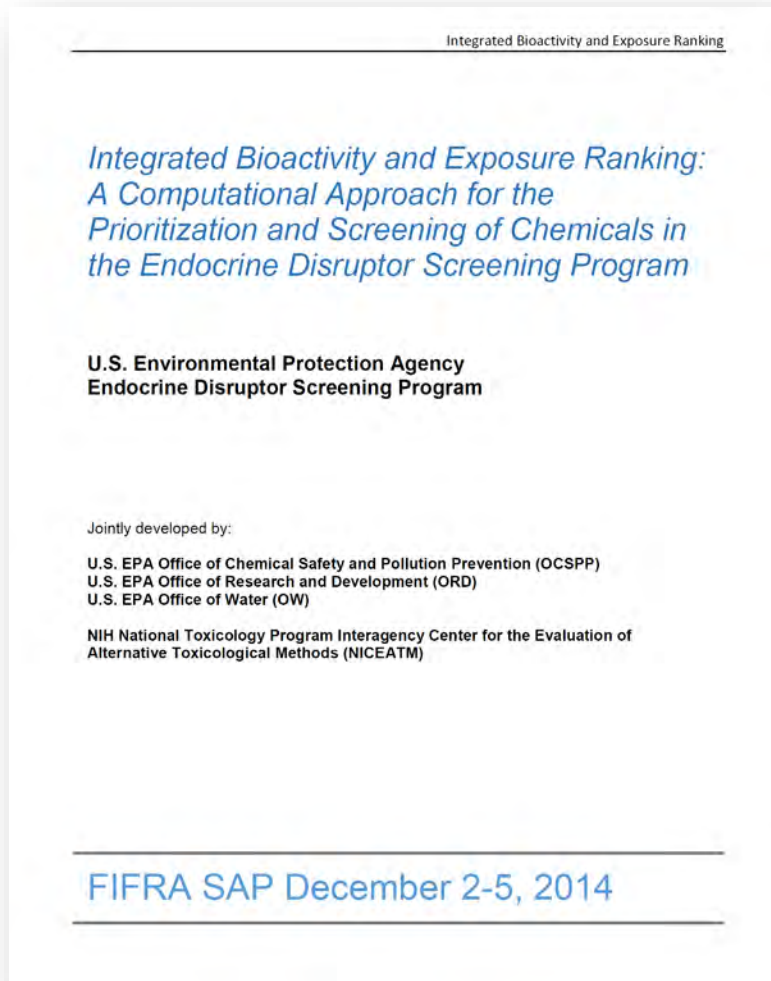 Integrated Bioactivity and Exposure Ranking
Integrated Bioactivity and Exposure Ranking:
A Computational Approach for the
Prioritization and Screening of Chemicals in
the Endocrine Disruptor Screening Program
U.S. Environmental Protection Agency
Endocrine Disruptor Screening Program
Jointly developed by:
U.S. EPA Office of Chemical Safety and Pollution Prevention (OCSPP)
U.S. EPA Office of Research and Development (ORD)
U.S. EPA Office of Water (OW)
NIH National Toxicology Program Interagency Center for the Evaluation of
Alternative Toxicological Methods (NICEATM)
FIFRA SAP December 2-5, 2014